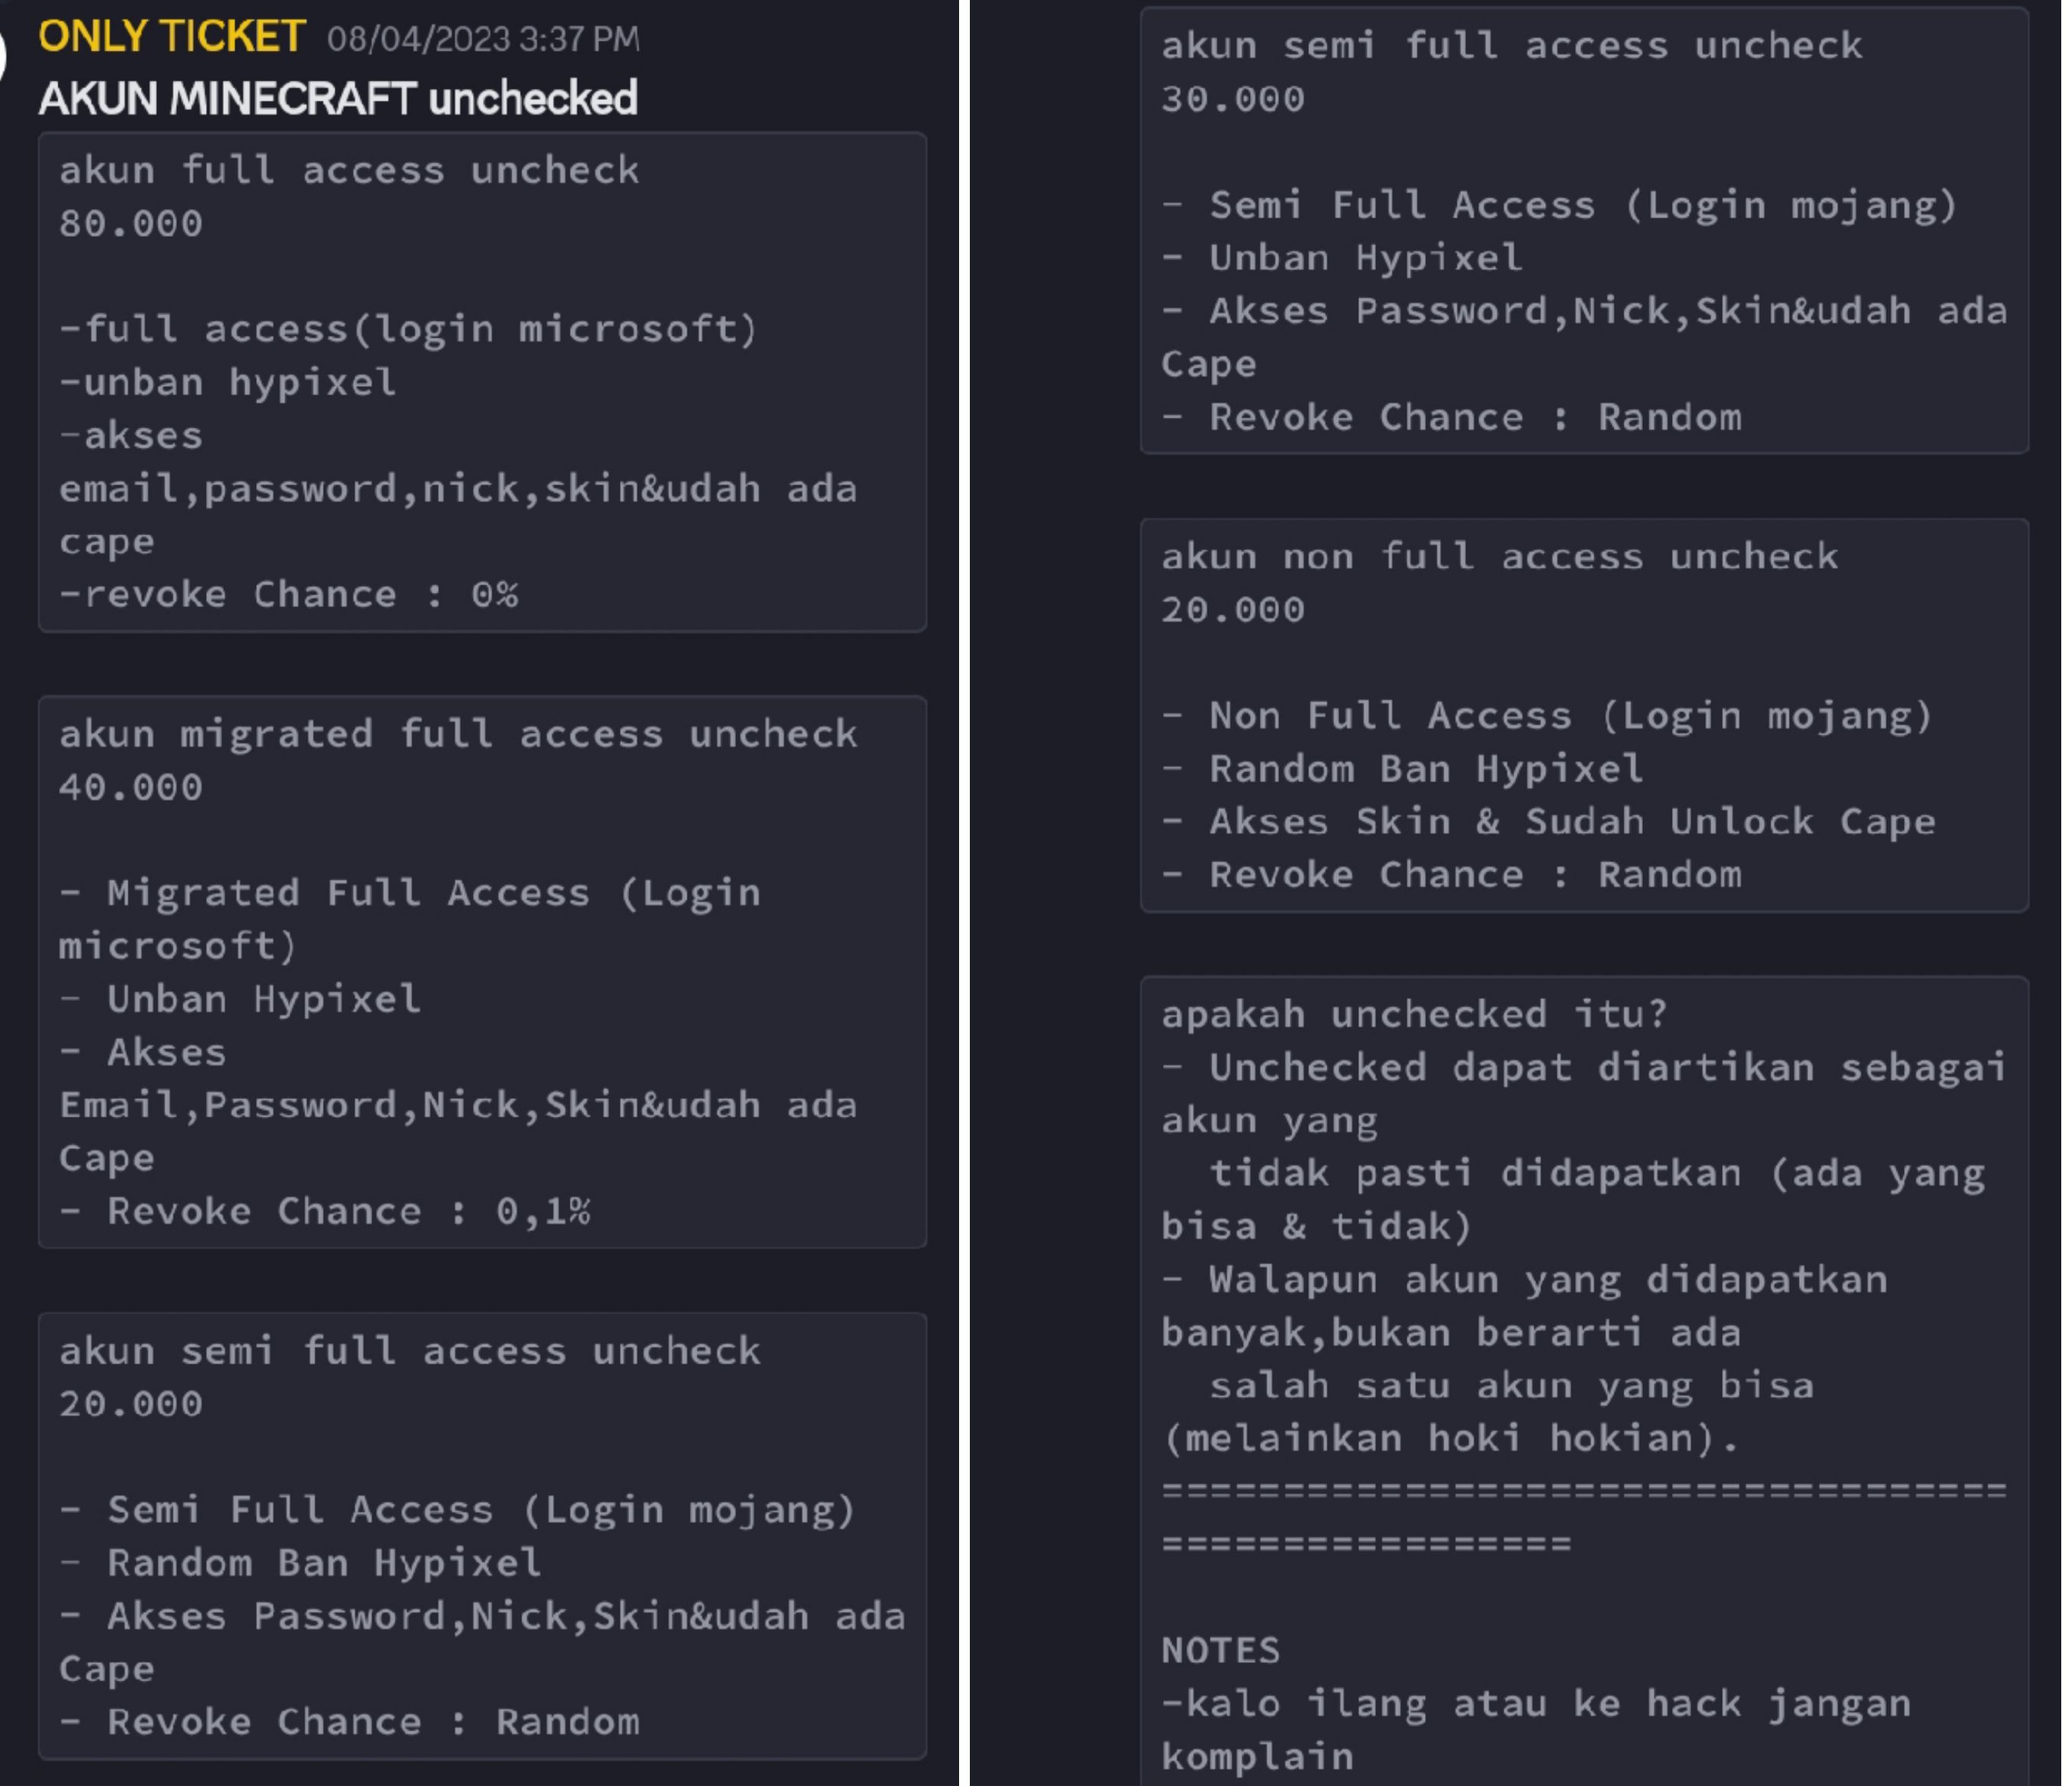 ONLY TICKET 08/04/2023 3:37 PM
AKUN MINECRAFT unchecked
akun full access uncheck
80.000
-full access(login microsoft)
-unban hypixel
-akses
email,password,nick,skin&udah ada
cape
-revoke Chance : 0%
akun migrated full access uncheck
40.000
- Migrated Full Access (Login
microsoft)
- Unban Hypixel
- Akses
Email,Password,Nick,Skin&udah ada
Cape
- Revoke Chance : 0,1%
akun semi full access uncheck
20.000
- Semi Full Access (Login mojang)
- Random Ban Hypixel
- Akses Password,Nick,Skin&udah ada
Cape
- Revoke Chance : Random
akun semi full access uncheck
30.000
- Semi Full Access (Login mojang)
- Unban Hypixel
- Akses Password,Nick,Skin&udah ada
Cape
- Revoke Chance : Random
akun non full access uncheck
20.000
- Non Full Access (Login mojang)
- Random Ban Hypixel
- Akses Skin & Sudah Unlock Cape
- Revoke Chance : Random
apakah unchecked itu?
- Unchecked dapat diartikan sebagai
akun yang
tidak pasti didapatkan (ada yang
bisa & tidak)
- Walapun akun yang didapatkan
banyak,bukan berarti ada
salah satu akun yang bisa
(melainkan hoki hokian).
===================================
=================
NOTES
-kalo ilang atau ke hack jangan
komplain